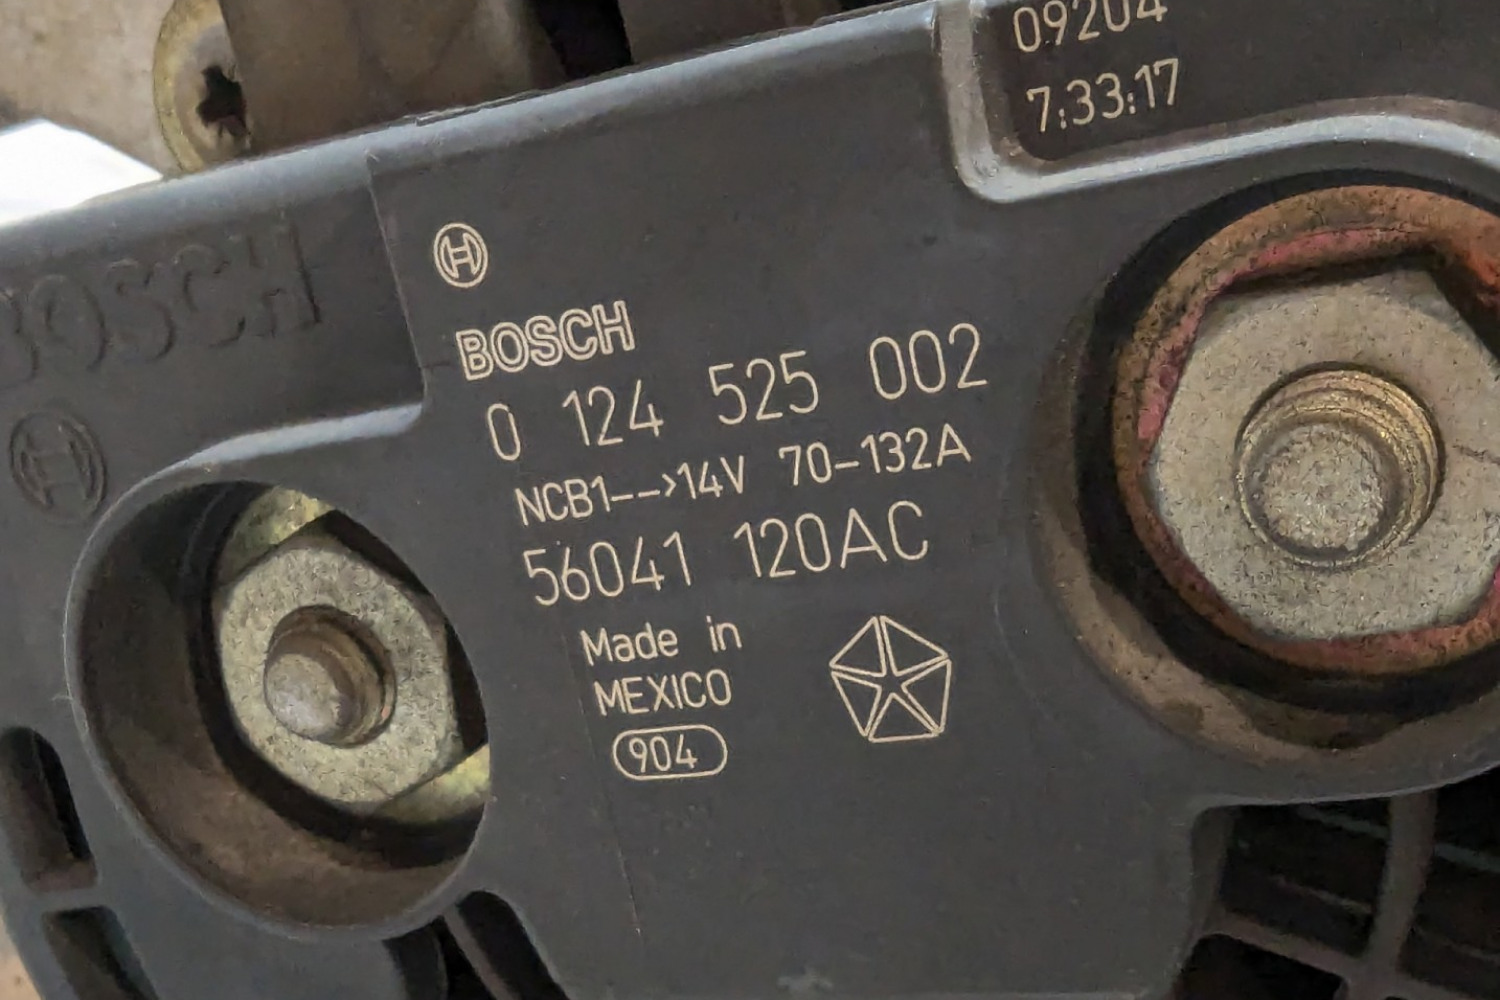 09204
7:33:17
BOSCH
BOSCH
0 124 525 002
NCB1-->14V 70-132A
56041 120AC
Made in
MEXICO
904